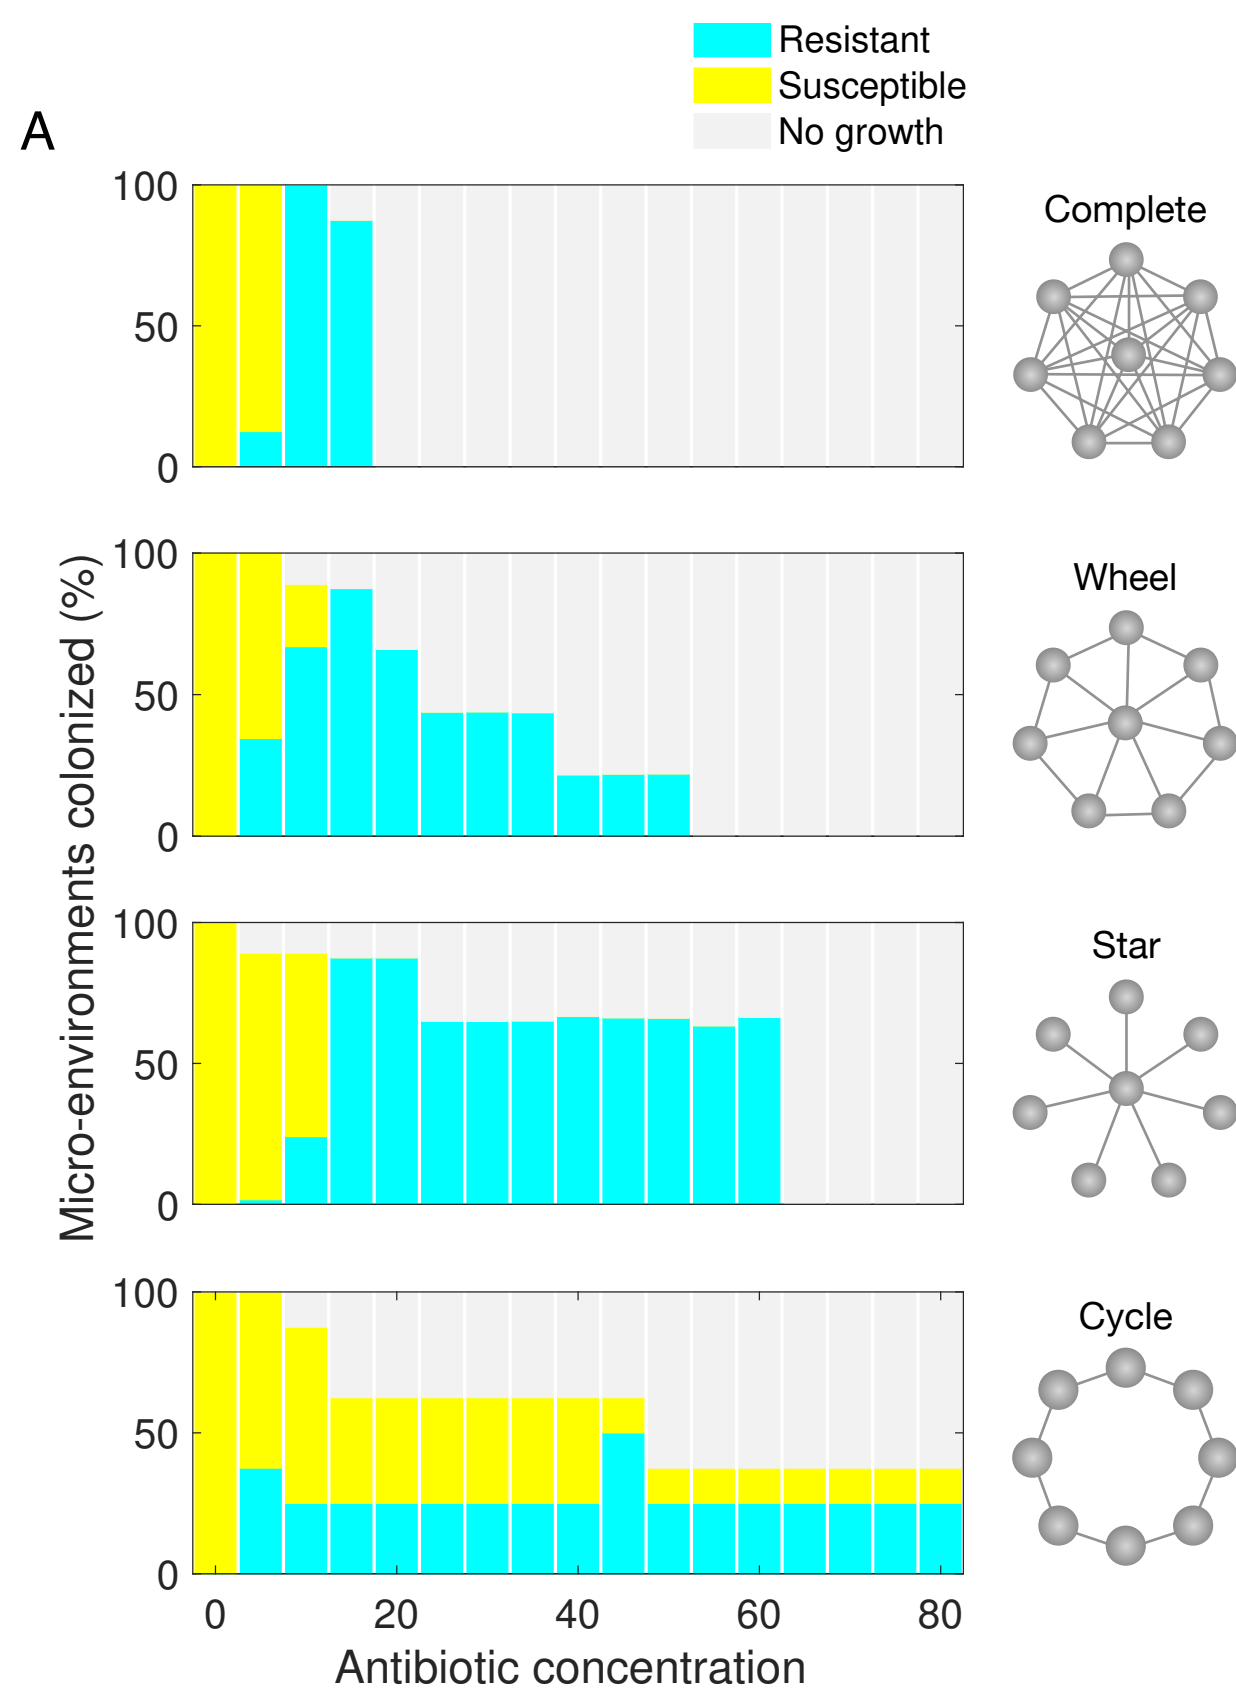 Resistant
Susceptible
No growth
A
100
50
0
Complete
100
50
0
Wheel
Micro-environments colonized (%)
100
50
0
Star
100
50
0
Cycle
0 20 40 60 80
Antibiotic concentration